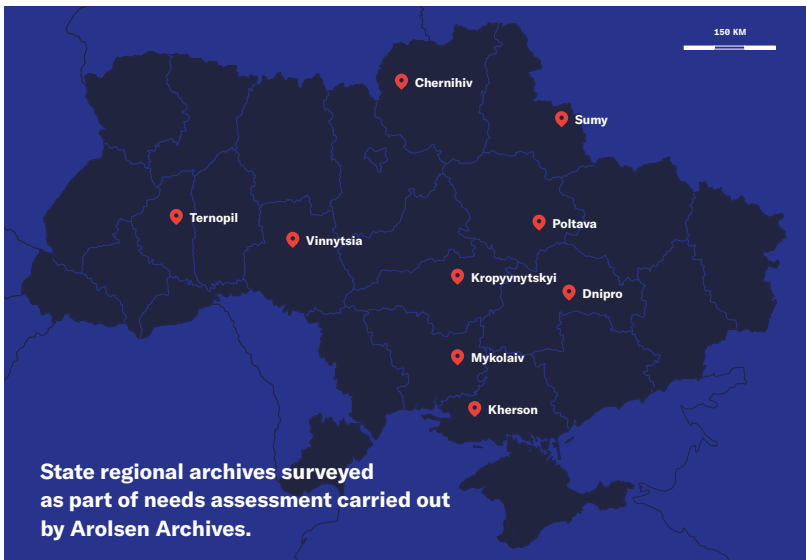 150 KM
Chernihiv
Sumy
Ternopil
Poltava
Vinnytsia
Kropyvnytskyi
Dnipro
Mykolaiv
Kherson
State regional archives surveyed
as part of needs assessment carried out
by Arolsen Archives.